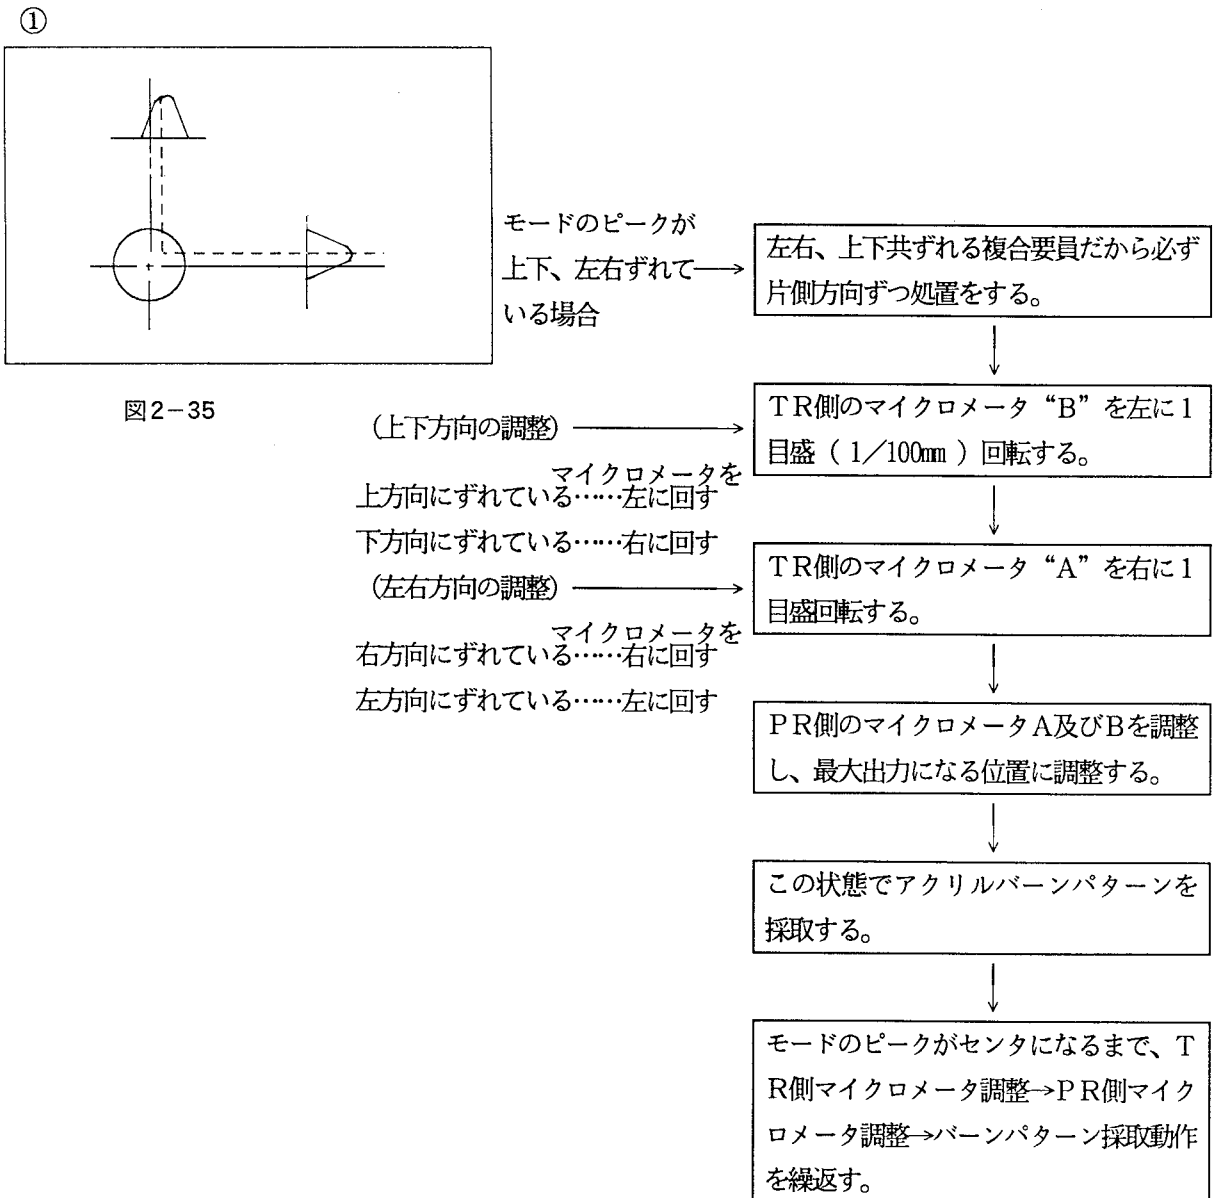 ①
モードのピークが
上下、左右ずれて
いる場合
左右、上下共ずれる複合要員だから必ず
片側方向ずつ処置をする。
図2-35
(上下方向の調整)
マイクロメータを
上方向にずれている……左に回す
下方向にずれている……右に回す
TR側のマイクロメータ“B”を左に1
目盛(1/100㎜)回転する。
(左右方向の調整)
マイクロメータを
右方向にずれている……右に回す
左方向にずれている……左に回す
TR側のマイクロメータ“A”を右に1
目盛回転する。
PR側のマイクロメータA及びBを調整
し、最大出力になる位置に調整する。
この状態でアクリルバーンパターンを
採取する。
モードのピークがセンタになるまで、T
R側マイクロメータ調整→PR側マイク
ロメータ調整→バーンパターン採取動作
を繰返す。